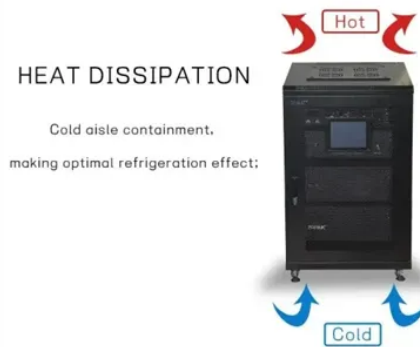 Hot
HEAT DISSIPATION
Cold aisle containment,
making optimal refrigeration effect;
Cold